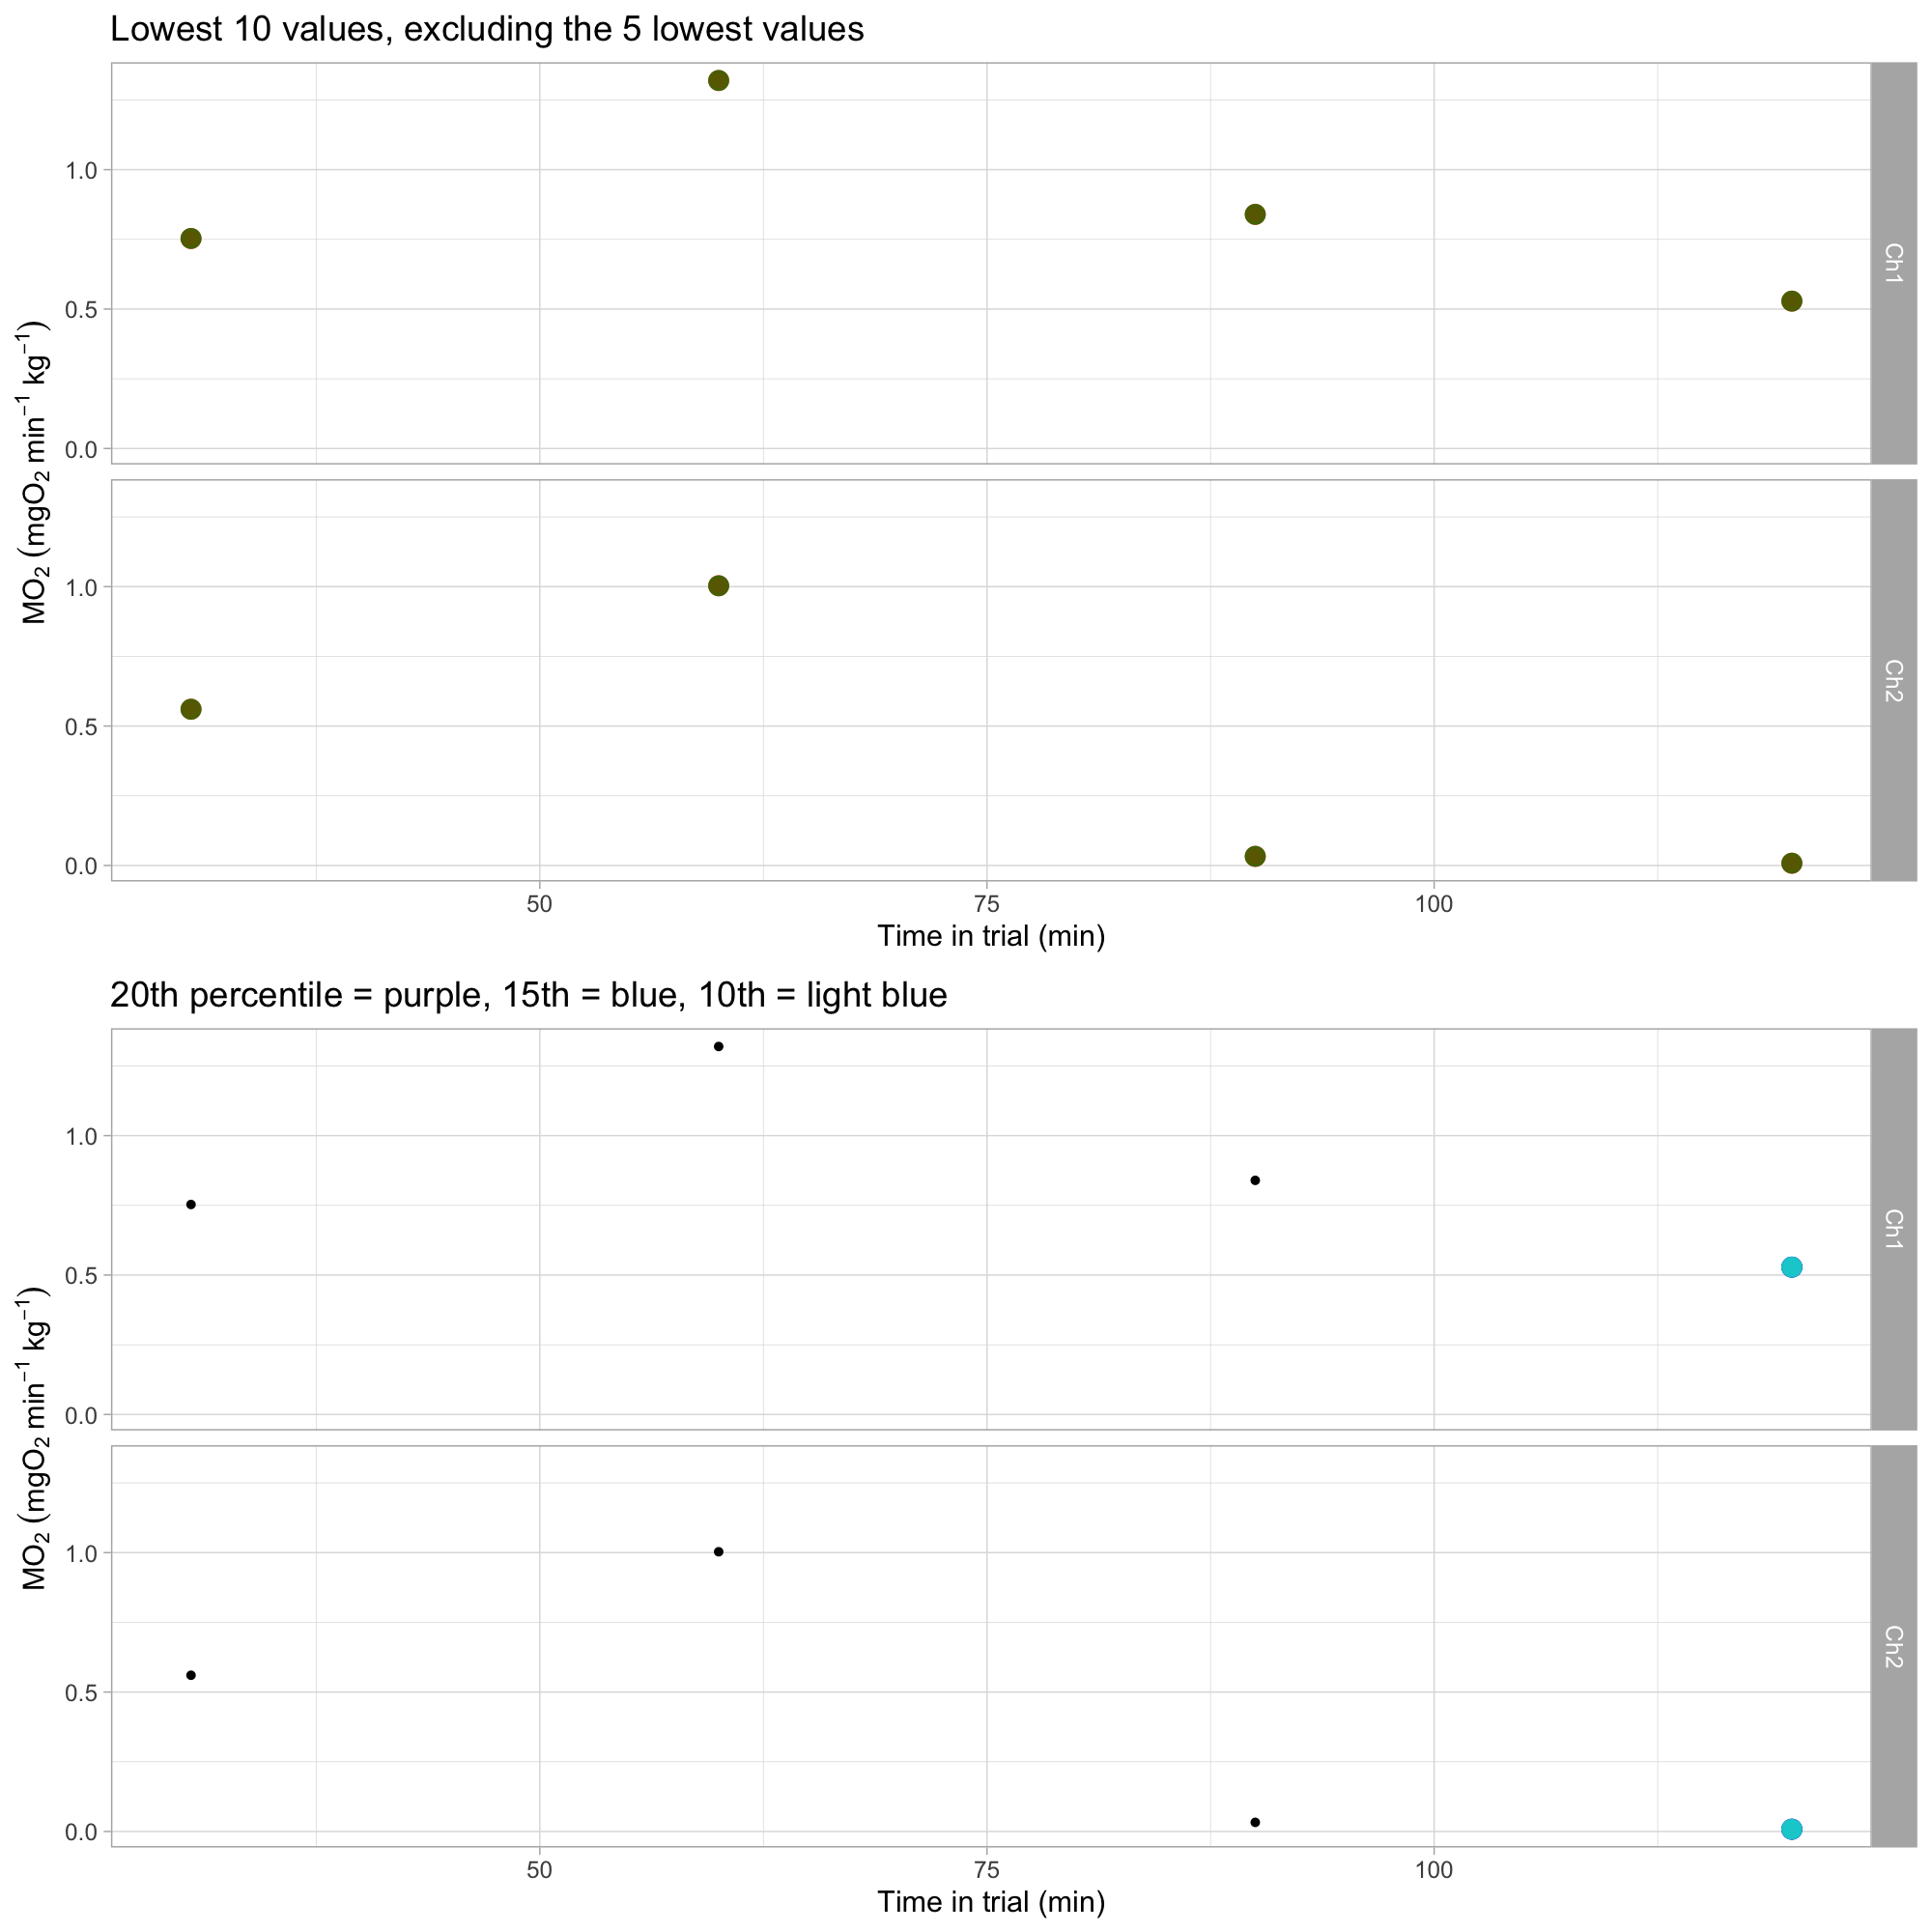 Lowest 10 values, excluding the 5 lowest values
MO₂ (mgO₂ min⁻¹ kg⁻¹)
1.0
0.5
0.0
Ch1
1.0
0.5
0.0
Ch2
50 75 100
Time in trial (min)
20th percentile = purple, 15th = blue, 10th = light blue
MO₂ (mgO₂ min⁻¹ kg⁻¹)
1.0
0.5
0.0
Ch1
1.0
0.5
0.0
Ch2
50 75 100
Time in trial (min)